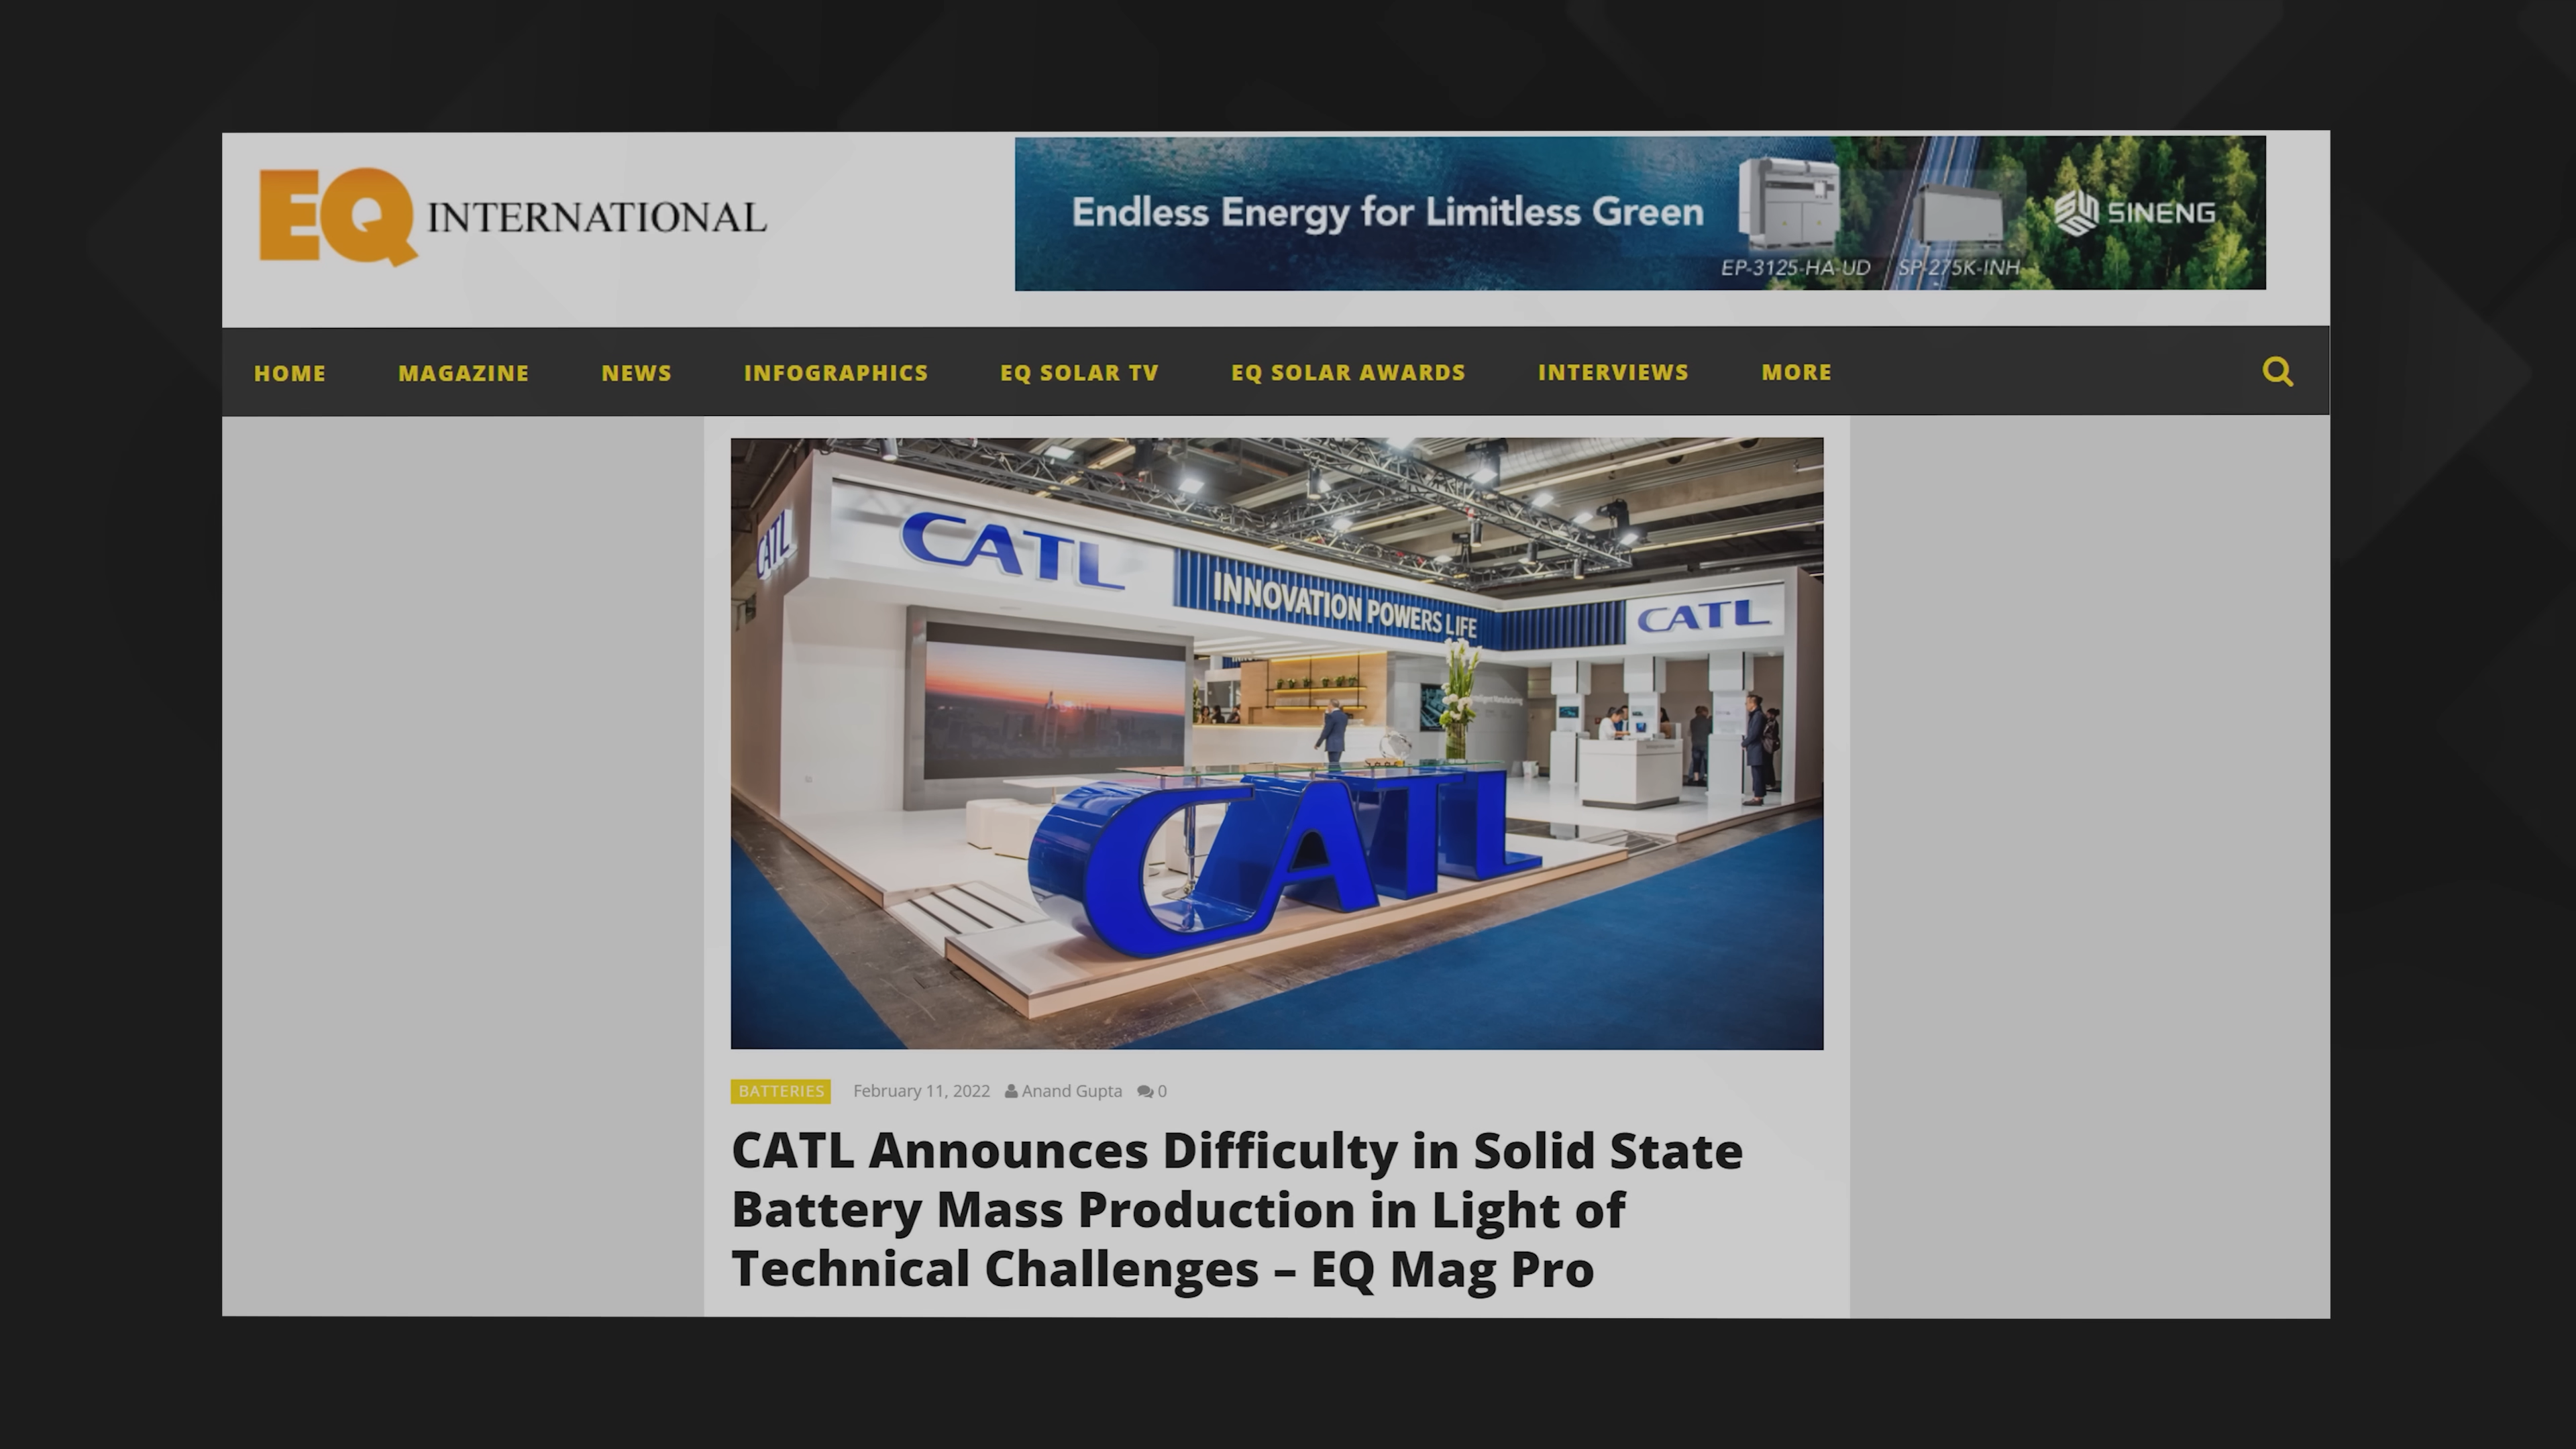 EQ INTERNATIONAL
Endless Energy for Limitless Green
EP-3125-HA-UD
SP-275K-INH
SINENG
HOME MAGAZINE NEWS INFOGRAPHICS EQ SOLAR TV EQ SOLAR AWARDS INTERVIEWS MORE
CATL
CATL
INNOVATION POWERS LIFE
CATL
CATL
BATTERIES February 11, 2022 Anand Gupta 0
CATL Announces Difficulty in Solid State
Battery Mass Production in Light of
Technical Challenges – EQ Mag Pro